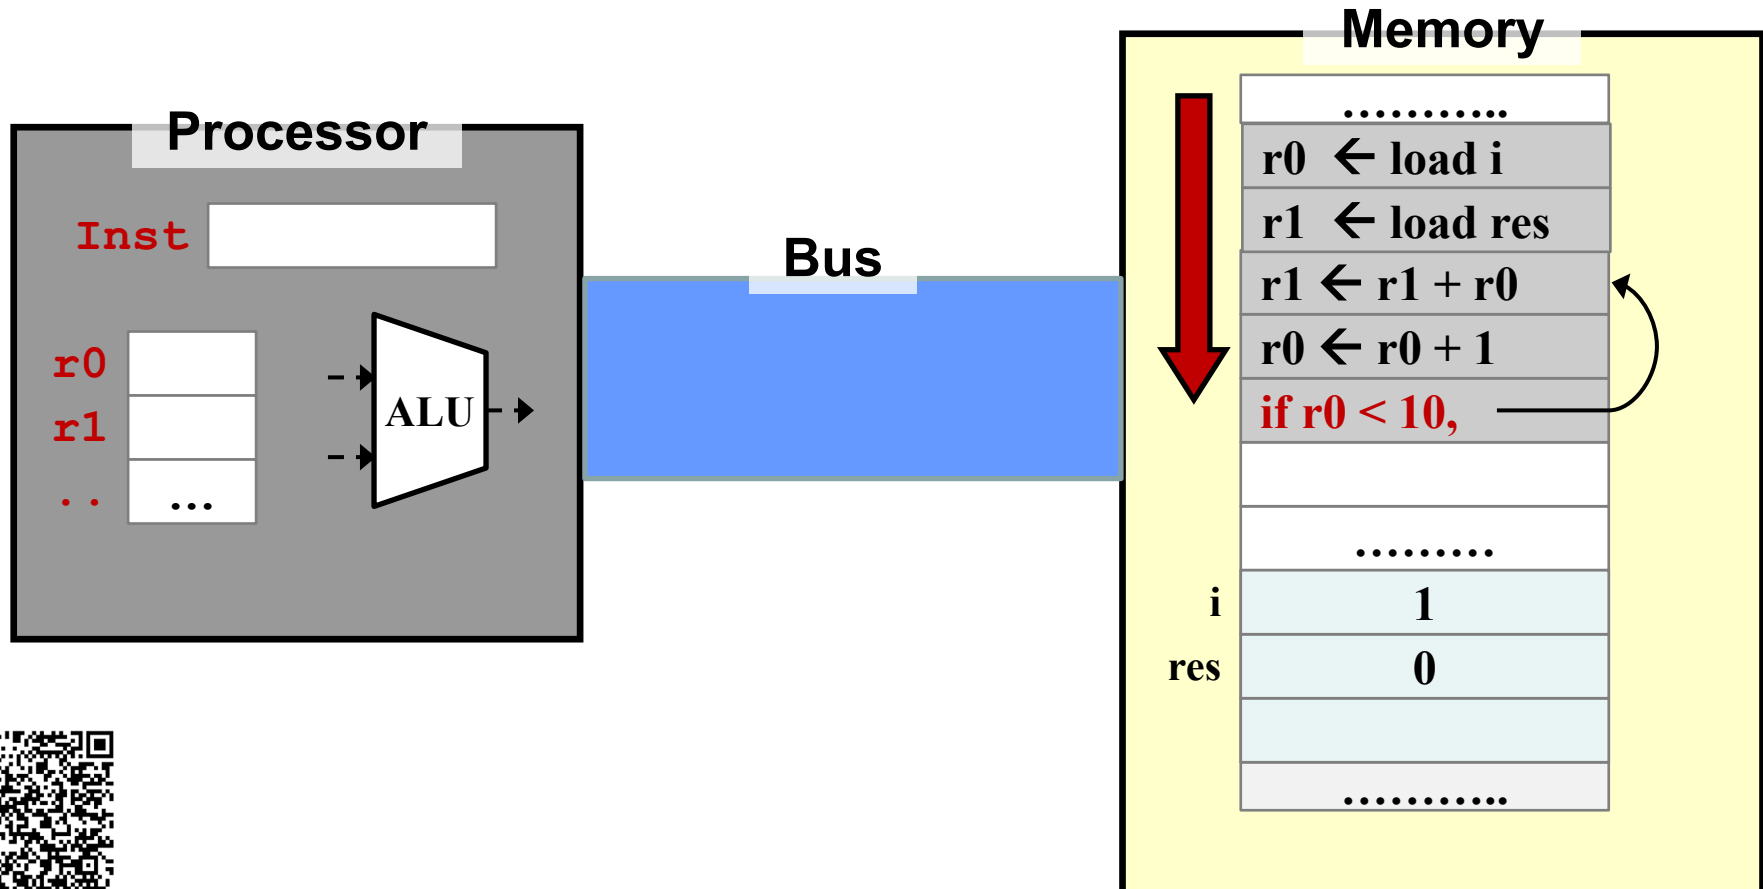 Memory
Processor
Inst
r0
r1
..
...
ALU
Bus
………..
r0 ← load i
r1 ← load res
r1 ← r1 + r0
r0 ← r0 + 1
if r0 < 10,
………
i 1
res 0
………..